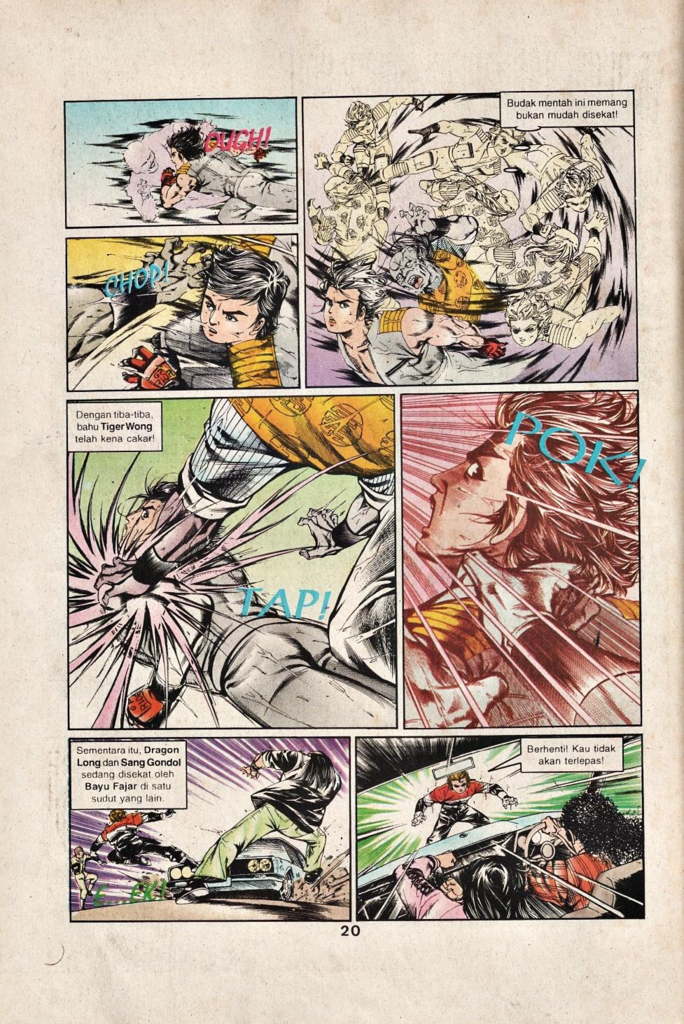 OUGH!
Budak mentah ini memang
bukan mudah disekat!
CHOP!
Dengan tiba-tiba,
bahu Tiger Wong
telah kena cakar!
TAP!
POK!
Sementara itu, Dragon
Long dan Sang Gondol
sedang disekat oleh
Bayu Fajar di satu
sudut yang lain.
E...EK!
Berhenti! Kau tidak
akan terlepas!
20